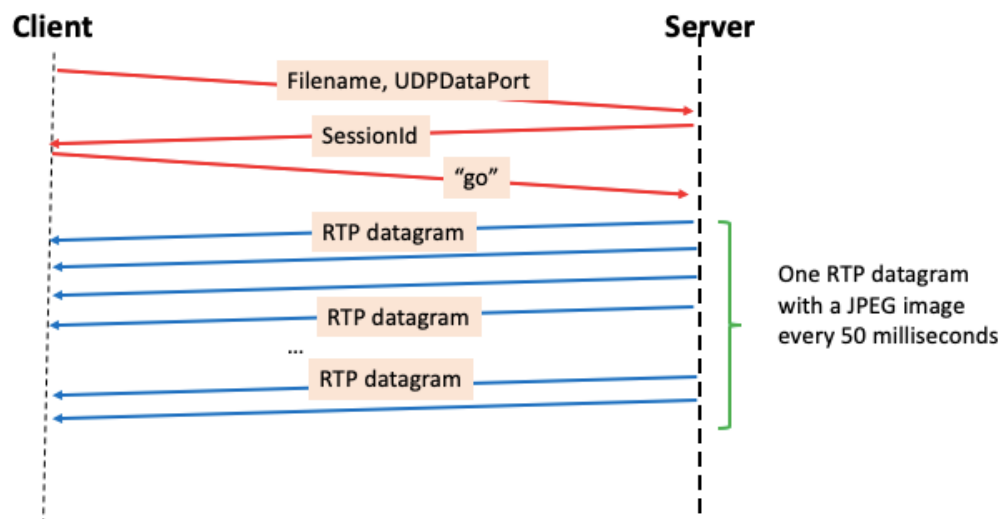 Client
Server
Filename, UDPDataPort
SessionId
“go”
RTP datagram
One RTP datagram
with a JPEG image
every 50 milliseconds
RTP datagram
...
RTP datagram